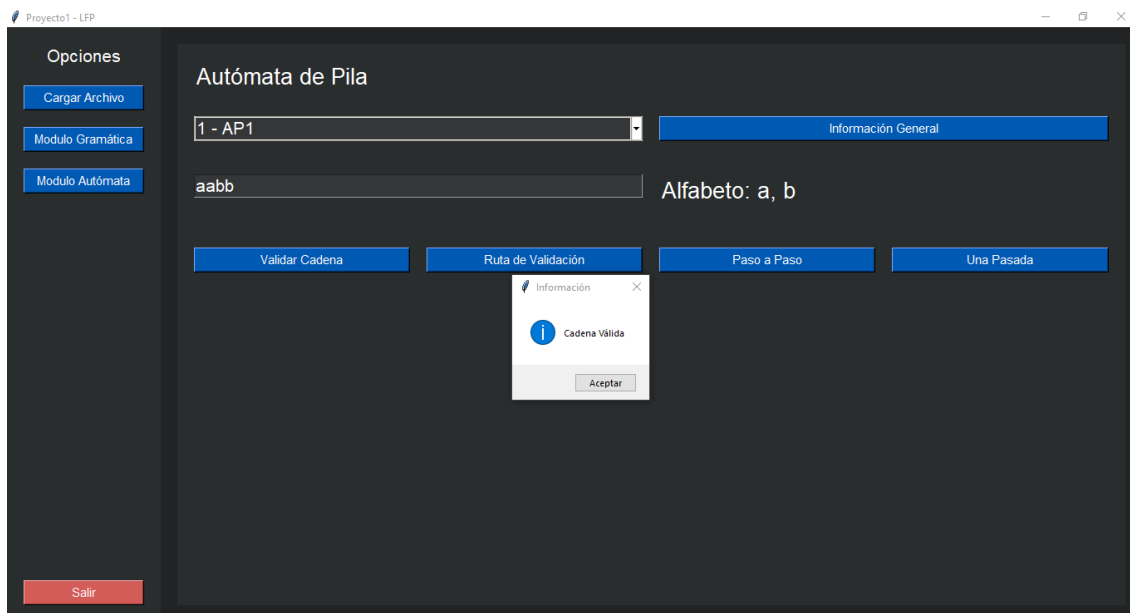 Proyecto1 - LFP
Opciones
Cargar Archivo
Modulo Gramática
Modulo Autómata
Salir
Autómata de Pila
1 - AP1
Información General
aabb
Alfabeto: a, b
Validar Cadena
Ruta de Validación
Paso a Paso
Una Pasada
Información
Cadena Válida
Aceptar